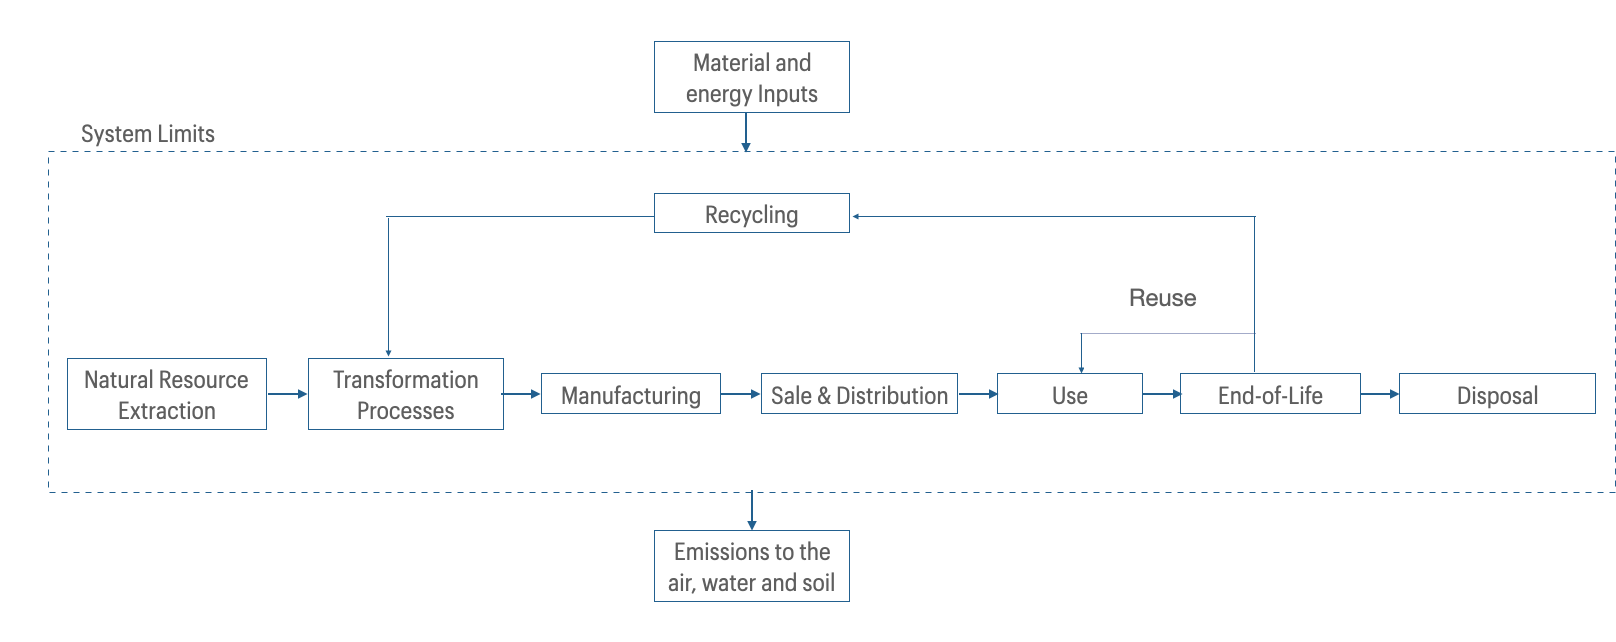 Material and
energy Inputs
System Limits
Recycling
Reuse
Natural Resource
Extraction
Transformation
Processes
Manufacturing
Sale & Distribution
Use
End-of-Life
Disposal
Emissions to the
air, water and soil